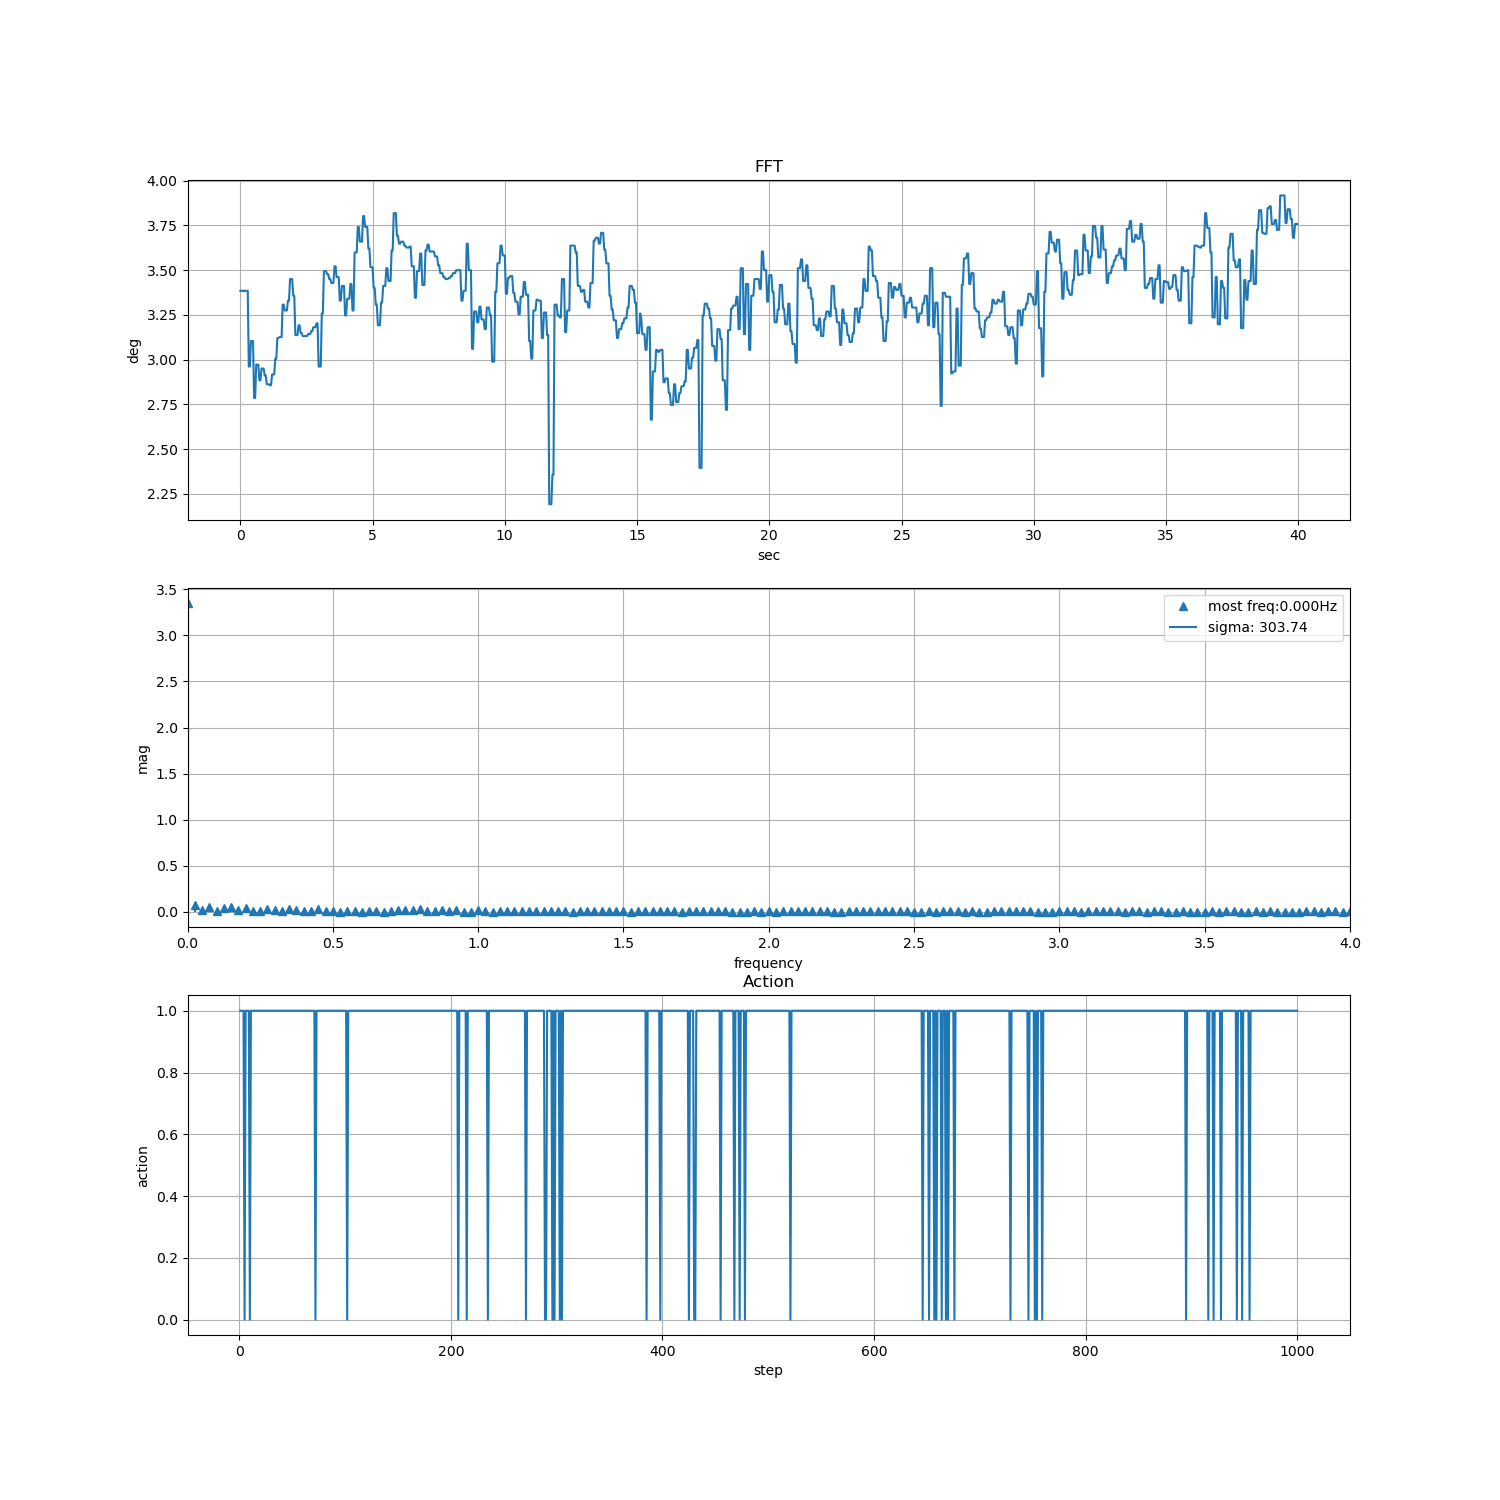 FFT
4.00
3.75
3.50
3.25
3.00
2.75
2.50
2.25
deg
0 5 10 15 20 25 30 35 40
sec
3.5
3.0
2.5
2.0
1.5
1.0
0.5
0.0
mag
most freq:0.000Hz
sigma: 303.74
0.0 0.5 1.0 1.5 2.0 2.5 3.0 3.5 4.0
frequency
Action
1.0
0.8
0.6
0.4
0.2
0.0
action
0 200 400 600 800 1000
step